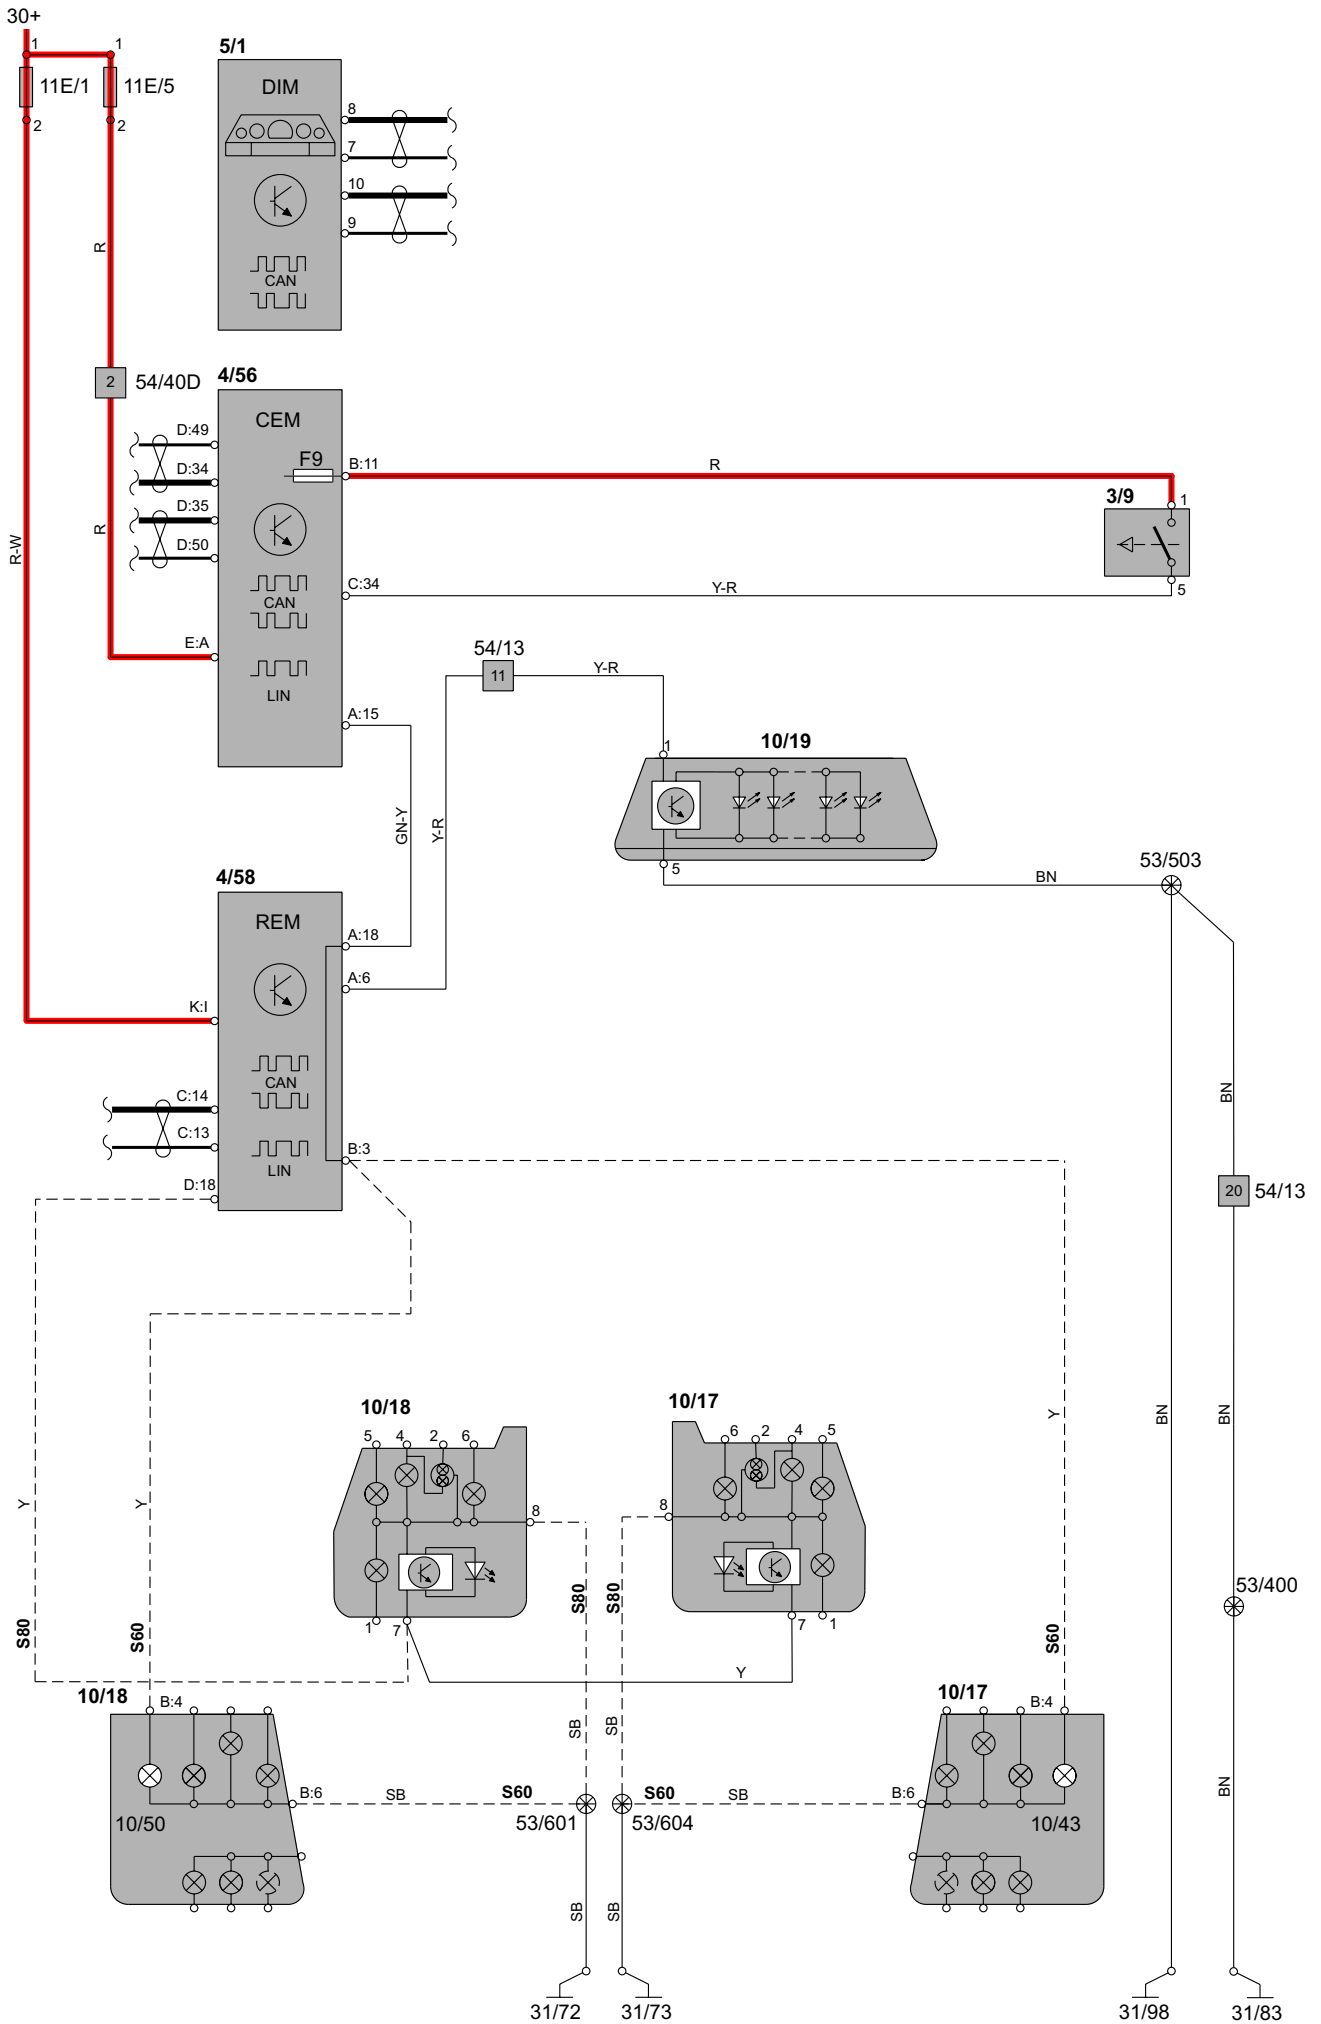 30+
1
1
11E/1
11E/5
2
2
R
5/1
DIM
8
7
10
9
CAN
2
54/40D
R
R-W
4/56
CEM
F9
D:49
D:34
D:35
D:50
E:A
B:11
C:34
A:15
CAN
LIN
R
3/9
1
5
Y-R
54/13
11
Y-R
GN-Y
Y-R
1
10/19
5
BN
53/503
4/58
REM
A:18
A:6
K:I
CAN
C:14
C:13
LIN
B:3
D:18
BN
20
54/13
10/18
5
4
2
6
8
1
7
10/17
6
2
4
5
8
7
1
Y
Y
Y
BN
BN
S80
S60
S80
S80
S60
53/400
Y
10/18
B:4
10/50
B:6
SB
S60
SB
SB
53/601
53/604
S60
SB
10/17
B:4
B:6
10/43
BN
SB
SB
31/72
31/73
31/98
31/83